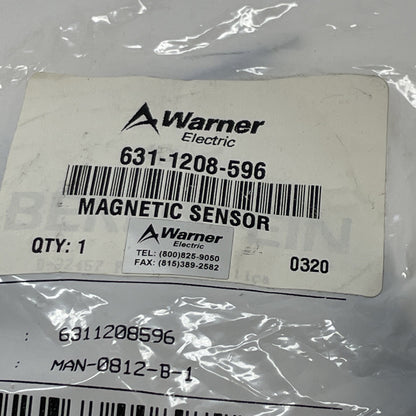 Warner
Electric
631-1208-596
MAGNETIC SENSOR
QTY: 1
Warner
Electric
TEL: (800)825-9050
FAX: (815)389-2582
0320
: 6311208596
: MAN-0812-B-1